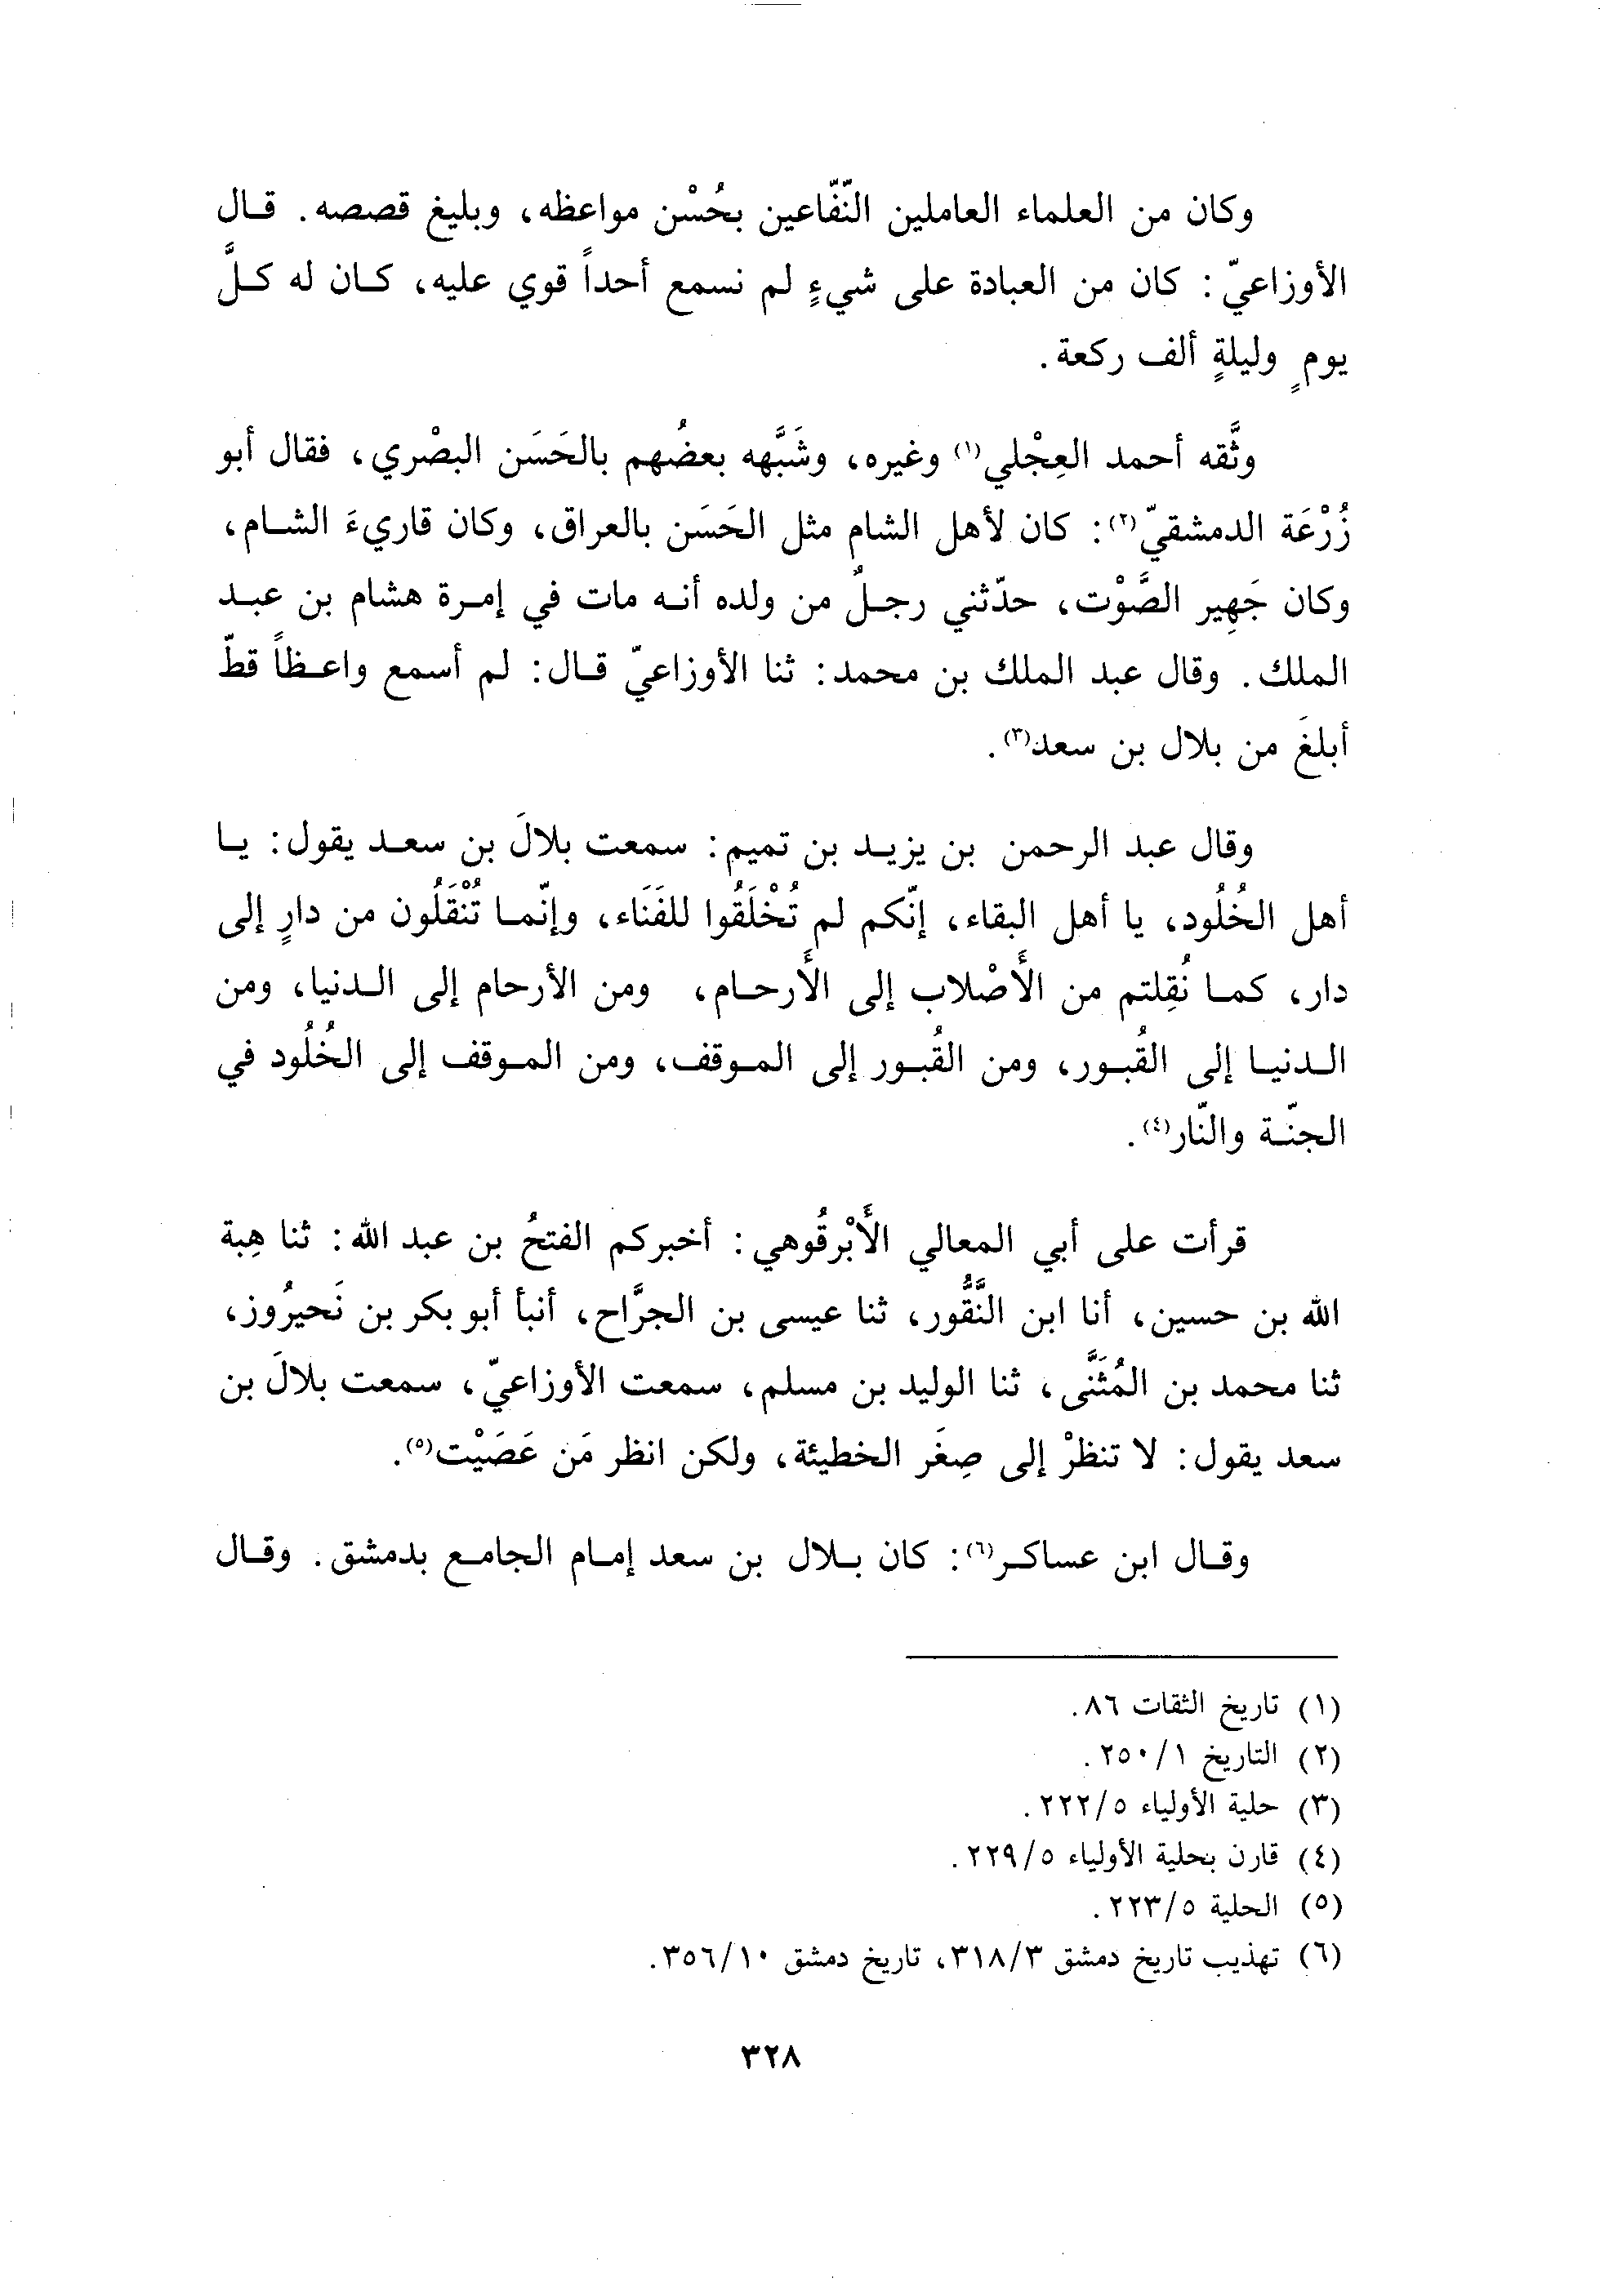 وكان من العلماء العاملين النّفّاعين بحُسْن مواعظه، وبليغ قصصه. قال
الأوزاعيّ: كان من العبادة على شيءٍ لم نسمع أحداً قوي عليه، كان له كلَّ
يومٍ وليلةٍ ألف ركعة.
وثَّقه أحمد العِجْلي(١) وغيره، وشَبَّهه بعضُهم بالحَسَن البصْري، فقال أبو
زُرْعَة الدمشقيّ(٢): كان لأهل الشام مثل الحَسَن بالعراق، وكان قاريءَ الشام،
وكان جَهِير الصَّوْت، حدّثني رجلٌ من ولده أنه مات في إمرة هشام بن عبد
الملك. وقال عبد الملك بن محمد: ثنا الأوزاعيّ قال: لم أسمع واعظاً قطّ
أبلغَ من بلال بن سعد(٣).
وقال عبد الرحمن بن يزيد بن تميم: سمعت بلالَ بن سعد يقول: يا
أهل الخُلُود، يا أهل البقاء، إنّكم لم تُخْلَقُوا للفَنَاء، وإنّما تُنْقَلُون من دارٍ إلى
دار، كما نُقِلتم من الأَصْلاب إلى الأَرحام، ومن الأرحام إلى الدنيا، ومن
الدنيا إلى القُبور، ومن القُبور إلى الموقف، ومن الموقف إلى الخُلُود في
الجنّة والنّار(٤).
قرأت على أبي المعالي الأَبْرقُوهي: أخبركم الفتحُ بن عبد الله: ثنا هِبة
الله بن حسين، أنا ابن النَّقُّور، ثنا عيسى بن الجرَّاح، أنبأ أبو بكر بن نَحيرُوز،
ثنا محمد بن المُثَنَّى، ثنا الوليد بن مسلم، سمعت الأوزاعيّ، سمعت بلالَ بن
سعد يقول: لا تنظرْ إلى صِغَر الخطيئة، ولكن انظر مَن عَصَيْت(٥).
وقال ابن عساكر(٦): كان بلال بن سعد إمام الجامع بدمشق. وقال
(١) تاريخ الثقات ٨٦.
(٢) التاريخ ٢٥٠/١.
(٣) حلية الأولياء ٢٢٢/٥.
(٤) قارن بحلية الأولياء ٢٢٩/٥.
(٥) الحلية ٢٢٣/٥.
(٦) تهذيب تاريخ دمشق ٣١٨/٣، تاريخ دمشق ٣٥٦/١٠.
٣٢٨